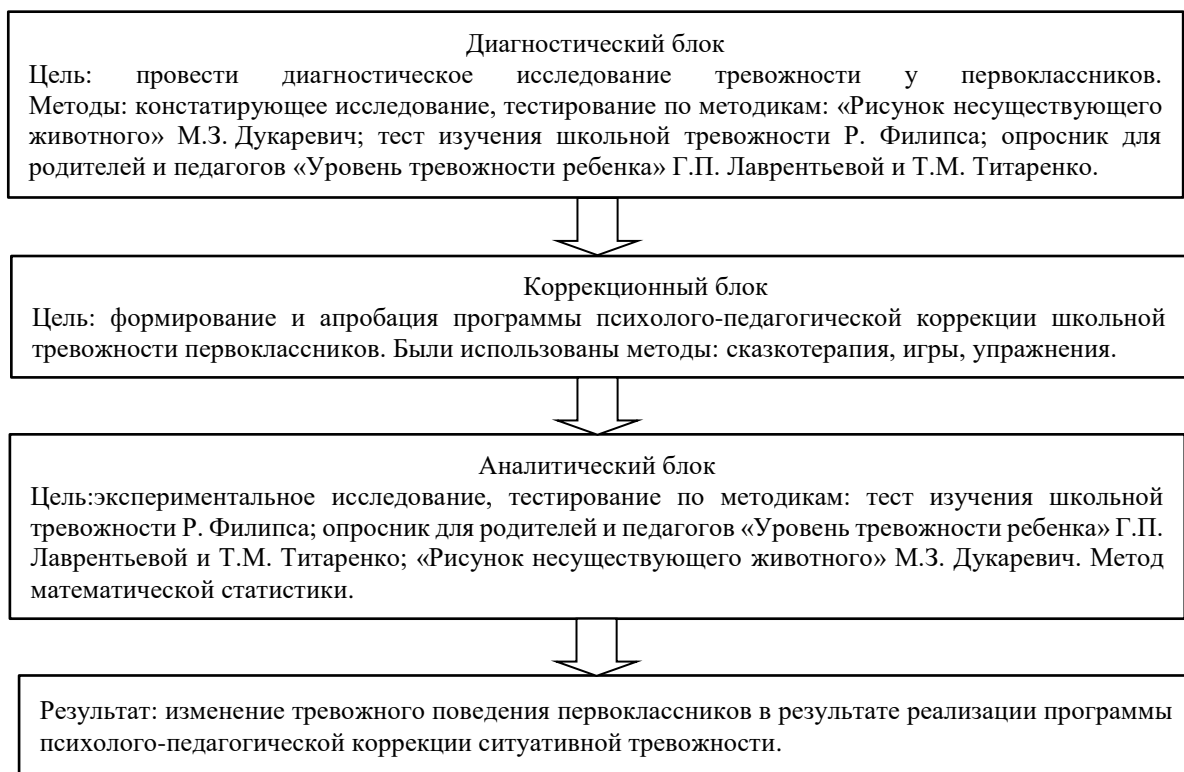 Диагностический блок
Цель: провести диагностическое исследование тревожности у первоклассников.
Методы: констатирующее исследование, тестирование по методикам: «Рисунок несуществующего
животного» М.З. Дукаревич; тест изучения школьной тревожности Р. Филипса; опросник для
родителей и педагогов «Уровень тревожности ребенка» Г.П. Лаврентьевой и Т.М. Титаренко.
Коррекционный блок
Цель: формирование и апробация программы психолого-педагогической коррекции школьной
тревожности первоклассников. Были использованы методы: сказкотерапия, игры, упражнения.
Аналитический блок
Цель:экспериментальное исследование, тестирование по методикам: тест изучения школьной
тревожности Р. Филипса; опросник для родителей и педагогов «Уровень тревожности ребенка» Г.П.
Лаврентьевой и Т.М. Титаренко; «Рисунок несуществующего животного» М.З. Дукаревич. Метод
математической статистики.
Результат: изменение тревожного поведения первоклассников в результате реализации программы
психолого-педагогической коррекции ситуативной тревожности.